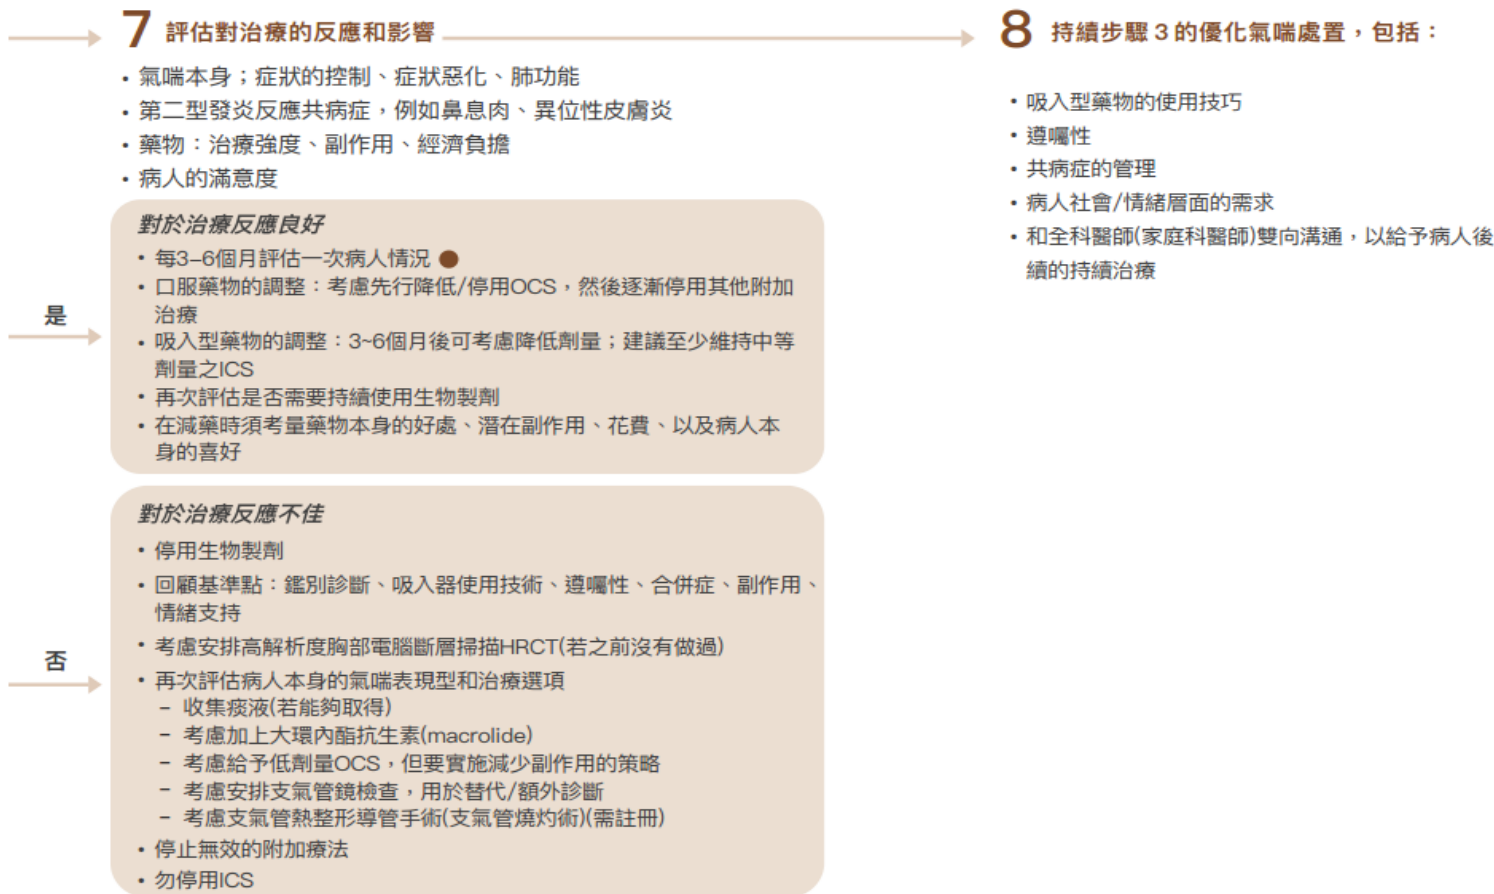 7 評估對治療的反應和影響
• 氣喘本身；症狀的控制、症狀惡化、肺功能
• 第二型發炎反應共病症，例如鼻息肉、異位性皮膚炎
• 藥物：治療強度、副作用、經濟負擔
• 病人的滿意度
是
對於治療反應良好
• 每3–6個月評估一次病人情況
• 口服藥物的調整：考慮先行降低/停用OCS，然後逐漸停用其他附加
治療
• 吸入型藥物的調整：3~6個月後可考慮降低劑量；建議至少維持中等
劑量之ICS
• 再次評估是否需要持續使用生物製劑
• 在減藥時須考量藥物本身的好處、潛在副作用、花費、以及病人本
身的喜好
否
對於治療反應不佳
• 停用生物製劑
• 回顧基準點：鑑別診斷、吸入器使用技術、遵囑性、合併症、副作用、
情緒支持
• 考慮安排高解析度胸部電腦斷層掃描HRCT(若之前沒有做過)
• 再次評估病人本身的氣喘表現型和治療選項
– 收集痰液(若能夠取得)
– 考慮加上大環內酯抗生素(macrolide)
– 考慮給予低劑量OCS，但要實施減少副作用的策略
– 考慮安排支氣管鏡檢查，用於替代/額外診斷
– 考慮支氣管熱整形導管手術(支氣管燒灼術)(需註冊)
• 停止無效的附加療法
• 勿停用ICS
8 持續步驟3的優化氣喘處置，包括：
• 吸入型藥物的使用技巧
• 遵囑性
• 共病症的管理
• 病人社會/情緒層面的需求
• 和全科醫師(家庭科醫師)雙向溝通，以給予病人後
續的持續治療